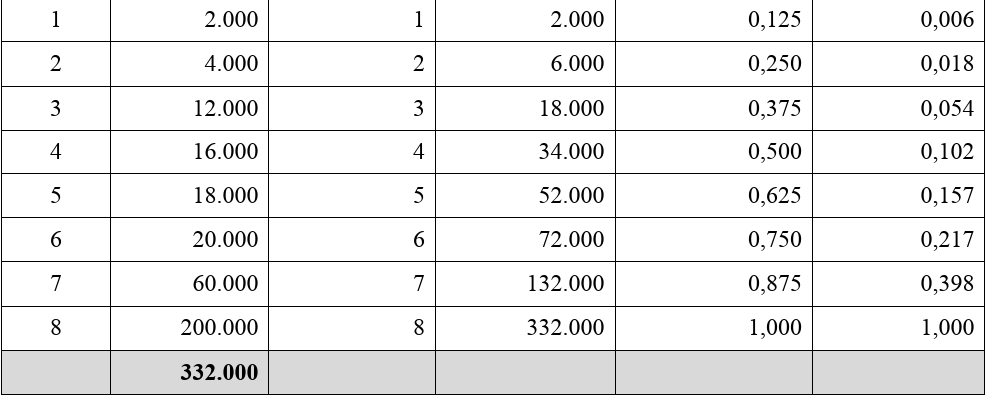 1 2.000 1 2.000 0,125 0,006
2 4.000 2 6.000 0,250 0,018
3 12.000 3 18.000 0,375 0,054
4 16.000 4 34.000 0,500 0,102
5 18.000 5 52.000 0,625 0,157
6 20.000 6 72.000 0,750 0,217
7 60.000 7 132.000 0,875 0,398
8 200.000 8 332.000 1,000 1,000
332.000